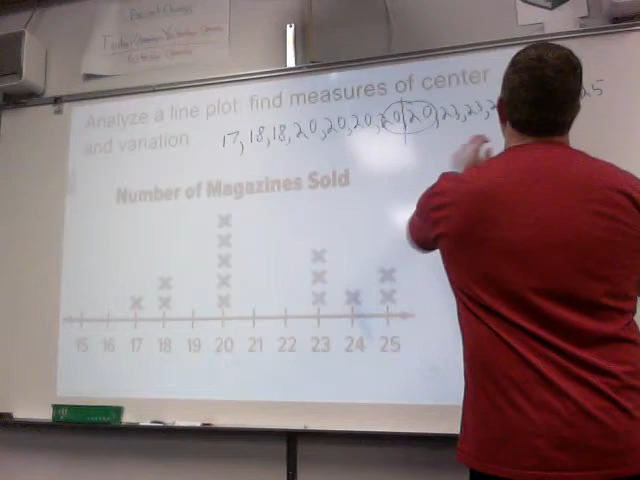 Analyze a line plot: find measures of center
and variation
17, 18, 18, 20, 20, 20, 20, 20, 23, 23,
25
Number of Magazines Sold
15 16 17 18 19 20 21 22 23 24 25